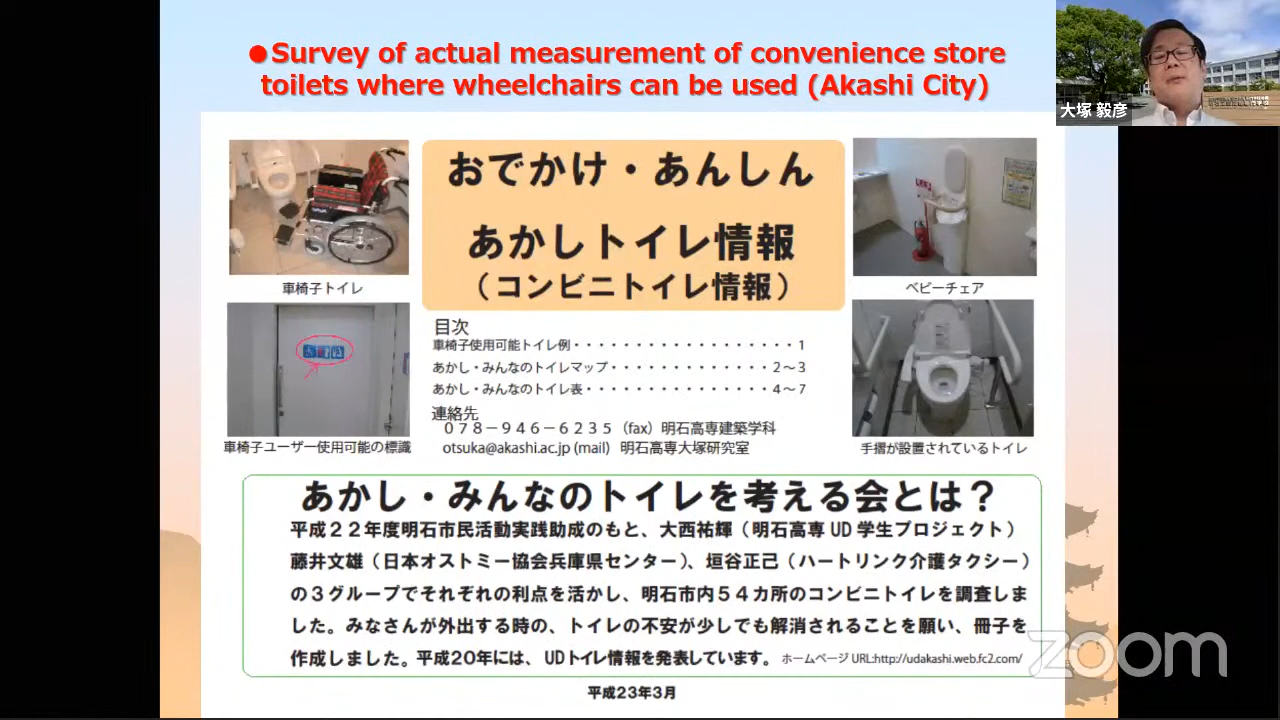 ●Survey of actual measurement of convenience store
toilets where wheelchairs can be used (Akashi City)
大塚 毅彦
おでかけ・あんしん
あかしトイレ情報
(コンビニトイレ情報)
車椅子トイレ
ベビーチェア
車椅子ユーザー使用可能の標識
手摺が設置されているトイレ
目次
車椅子使用可能トイレ例・・・・・・・・・・・・・・・・・・1
あかし・みんなのトイレマップ・・・・・・・・・・・・・2～3
あかし・みんなのトイレ表・・・・・・・・・・・・・・・4～7
連絡先
078－946－6235(fax)明石高専建築学科
otsuka@akashi.ac.jp (mail) 明石高専大塚研究室
あかし・みんなのトイレを考える会とは？
平成22年度明石市民活動実践助成のもと、大西祐輝（明石高専UD学生プロジェクト）
藤井文雄（日本オストミー協会兵庫県センター）、垣谷正己（ハートリンク介護タクシー）
の3グループでそれぞれの利点を活かし、明石市内54カ所のコンビニトイレを調査しま
した。みなさんが外出する時の、トイレの不安が少しでも解消されることを願い、冊子を
作成しました。平成20年には、UDトイレ情報を発表しています。 ホームページ URL:http://udakashi.web.fc2.com/
平成23年3月
zoom